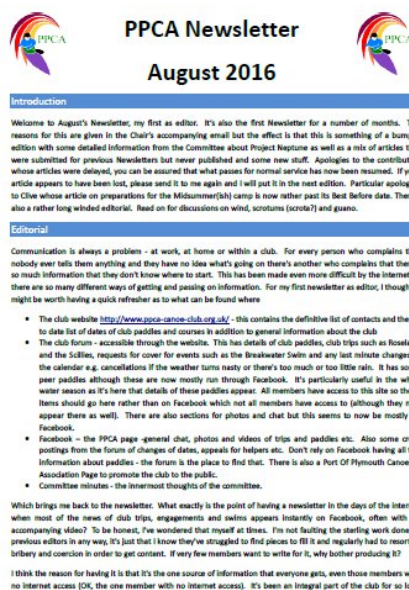 PPCA
PPCA Newsletter
PPCA
August 2016
Introduction
Welcome to August's Newsletter, my first as editor. It's also the first Newsletter for a number of months. T
reasons for this are given in the Chair's accompanying email but the effect is that this is something of a bump
edition with some detailed information from the Committee about Project Neptune as well as a mix of articles t
were submitted for previous Newsletters but never published and some new stuff. Apologies to the contribut
whose articles were delayed, you can be assured that what passes for normal service has now been resumed. If y
article appears to have been lost, please send it to me again and I will put it in the next edition. Particular apolog
to Clive whose article on preparations for the Midsummer(ish) camp is now rather past its Best Before date. Ther
also a rather long winded editorial. Read on for discussions on wind, scrotums (scrota?) and guano.
Editorial
Communication is always a problem - at work, at home or within a club. For every person who complains t
nobody ever tells them anything and they have no idea what's going on there's another who complains that the
so much information that they don't know where to start. This has been made even more difficult by the internet
there are so many different ways of getting and passing on information. For my first newsletter as editor, I though
might be worth having a quick refresher as to what can be found where
• The club website http://www.ppca-canoe-club.org.uk/ - this contains the definitive list of contacts and the
to date list of dates of club paddles and courses in addition to general information about the club
• The club forum - accessible through the website. This has details of club paddles, club trips such as Rosela
and the Scillies, requests for cover for events such as the Breakwater Swim and any last minute changes
the calendar e.g. cancellations if the weather turns nasty or there's too much or too little rain. It has so
peer paddles although these are now mostly run through Facebook. It's particularly useful in the wh
water season as it's here that details of these paddles appear. All members have access to this site so the
items should go here rather than on Facebook which not all members have access to (although they m
appear there as well). There are also sections for photos and chat but this seems to now be mostly
Facebook.
• Facebook – the PPCA page -general chat, photos and videos of trips and paddles etc. Also some cr
postings from the forum of changes of dates, appeals for helpers etc. Don't rely on Facebook having all
information about paddles - the forum is the place to find that. There is also a Port Of Plymouth Canoe
Association Page to promote the club to the public.
• Committee minutes - the innermost thoughts of the committee.
Which brings me back to the newsletter. What exactly is the point of having a newsletter in the days of the intern
when most of the news of club trips, engagements and swims appears instantly on Facebook, often with
accompanying video? To be honest, I've wondered that myself at times. I'm not faulting the sterling work done
previous editors in any way, it's just that I know they've struggled to find pieces to fill it and regularly had to resort
bribery and coercion in order to get content. If very few members want to write for it, why bother producing it?
I think the reason for having it is that it's the one source of information that everyone gets, even those members w
no internet access (OK, the one member with no internet access). It's been an integral part of the club for so lo